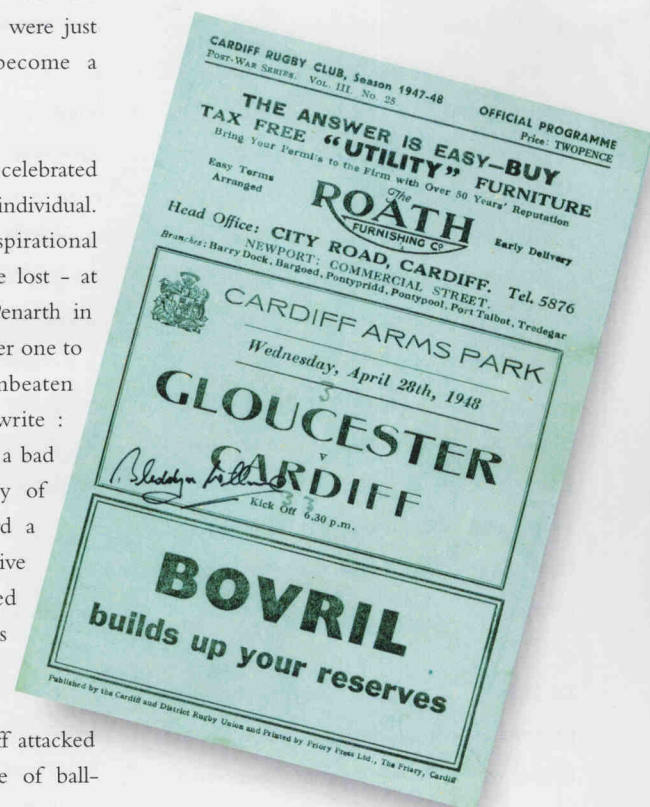 were just
become a
celebrated
individual.
spirational
e lost - at
Penarth in
er one to
nbeaten
write :
a bad
y of
d a
ive
ed
s
ff attacked
e of ball-
CARDIFF RUGBY CLUB, Season 1947-48
POST-WAR SERIES. VOL. III. No. 25
OFFICIAL PROGRAMME
Price: TWOPENCE
THE ANSWER IS EASY—BUY
TAX FREE "UTILITY" FURNITURE
Bring Your Permits to the Firm with Over 50 Years' Reputation
Easy Terms
Arranged
The
ROATH
FURNISHING CO
Early Delivery
Head Office: CITY ROAD, CARDIFF. Tel. 5876
NEWPORT: COMMERCIAL STREET.
Branches: Barry Dock, Bargoed, Pontypridd, Pontypool, Port Talbot, Tredegar
CARDIFF ARMS PARK
Wednesday, April 28th, 1948
3
GLOUCESTER
v
CARDIFF
Bleddyn Williams
33
Kick Off 6.30 p.m.
BOVRIL
builds up your reserves
Published by the Cardiff and District Rugby Union and Printed by Priory Press Ltd., The Friary, Cardiff